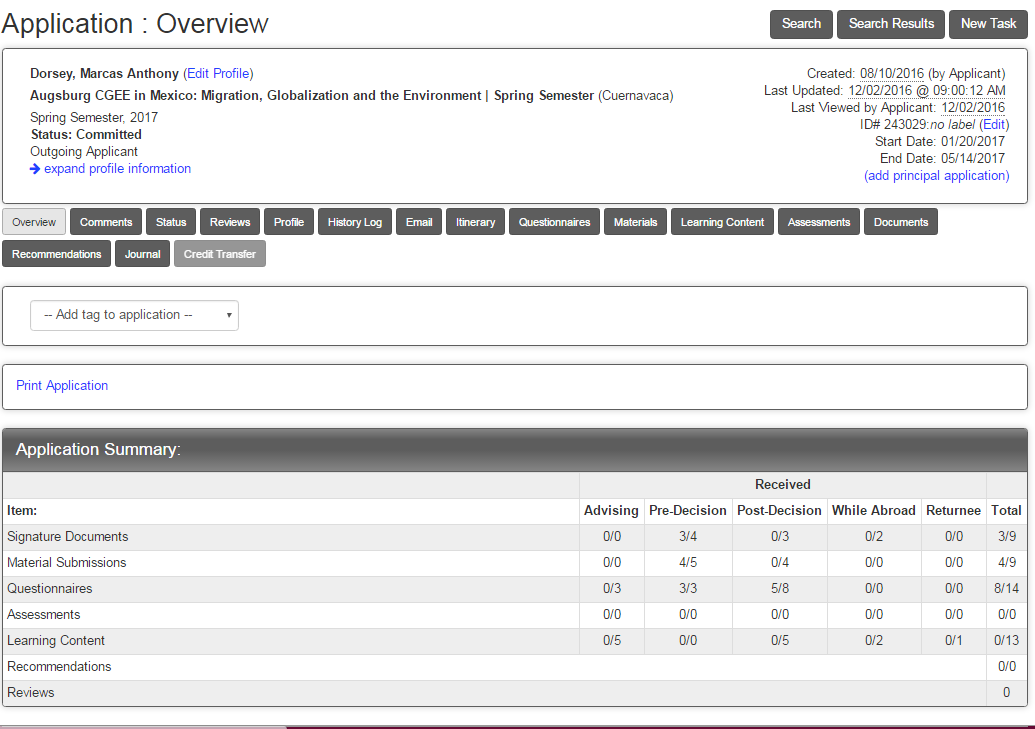 Application : Overview
Search Search Results New Task
Dorsey, Marcas Anthony (Edit Profile)
Augsburg CGEE in Mexico: Migration, Globalization and the Environment | Spring Semester (Cuernavaca)
Spring Semester, 2017
Status: Committed
Outgoing Applicant
→ expand profile information
Created: 08/10/2016 (by Applicant)
Last Updated: 12/02/2016 @ 09:00:12 AM
Last Viewed by Applicant: 12/02/2016
ID# 243029:no label (Edit)
Start Date: 01/20/2017
End Date: 05/14/2017
(add principal application)
Overview Comments Status Reviews Profile History Log Email Itinerary Questionnaires Materials Learning Content Assessments Documents
Recommendations Journal Credit Transfer
-- Add tag to application --
Print Application
Application Summary:
Received
Item: Advising Pre-Decision Post-Decision While Abroad Returnee Total
Signature Documents 0/0 3/4 0/3 0/2 0/0 3/9
Material Submissions 0/0 4/5 0/4 0/0 0/0 4/9
Questionnaires 0/3 3/3 5/8 0/0 0/0 8/14
Assessments 0/0 0/0 0/0 0/0 0/0 0/0
Learning Content 0/5 0/0 0/5 0/2 0/1 0/13
Recommendations 0/0
Reviews 0